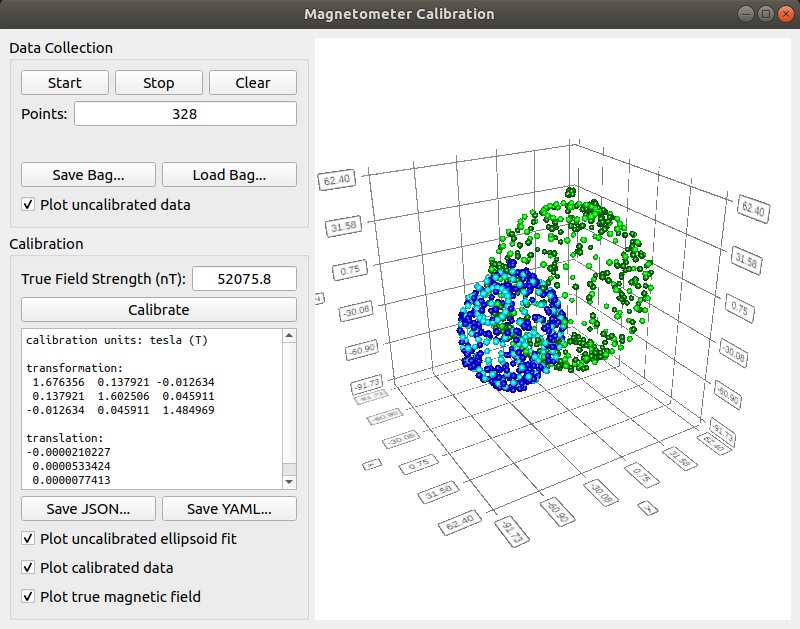 Magnetometer Calibration
Data Collection
Start Stop Clear
Points: 328
Save Bag... Load Bag...
Plot uncalibrated data
Calibration
True Field Strength (nT): 52075.8
Calibrate
calibration units: tesla (T)
transformation:
1.676356 0.137921 -0.012634
0.137921 1.602506 0.045911
-0.012634 0.045911 1.484969
translation:
-0.0000210227
0.0000533424
0.0000077413
Save JSON... Save YAML...
Plot uncalibrated ellipsoid fit
Plot calibrated data
Plot true magnetic field
62.40
31.58
0.75
-30.08
-60.90
-91.73
-91.73
-60.90
-30.08
0.75
31.58
62.40
-91.73
-60.90
-30.08
0.75
31.58
62.40
62.40
31.58
0.75
-30.08
-60.90
-91.73